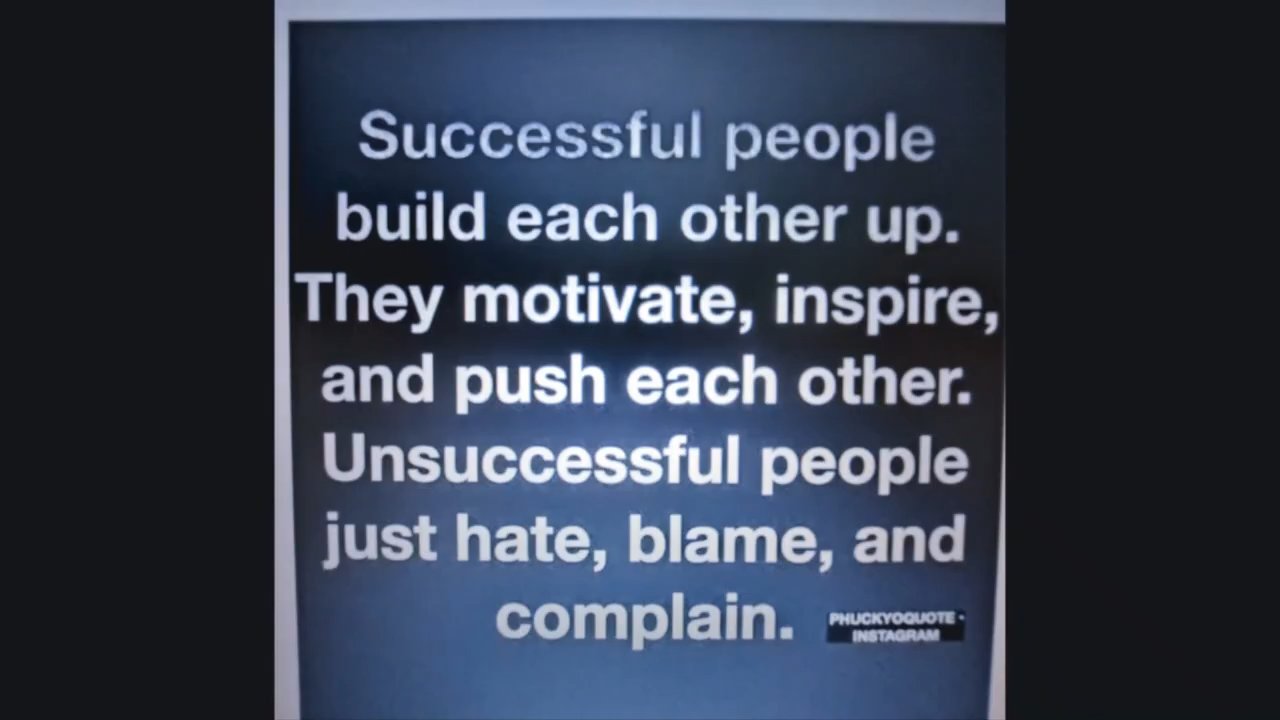 Successful people
build each other up.
They motivate, inspire,
and push each other.
Unsuccessful people
just hate, blame, and
complain.
PHUCKYOQUOTE -
INSTAGRAM